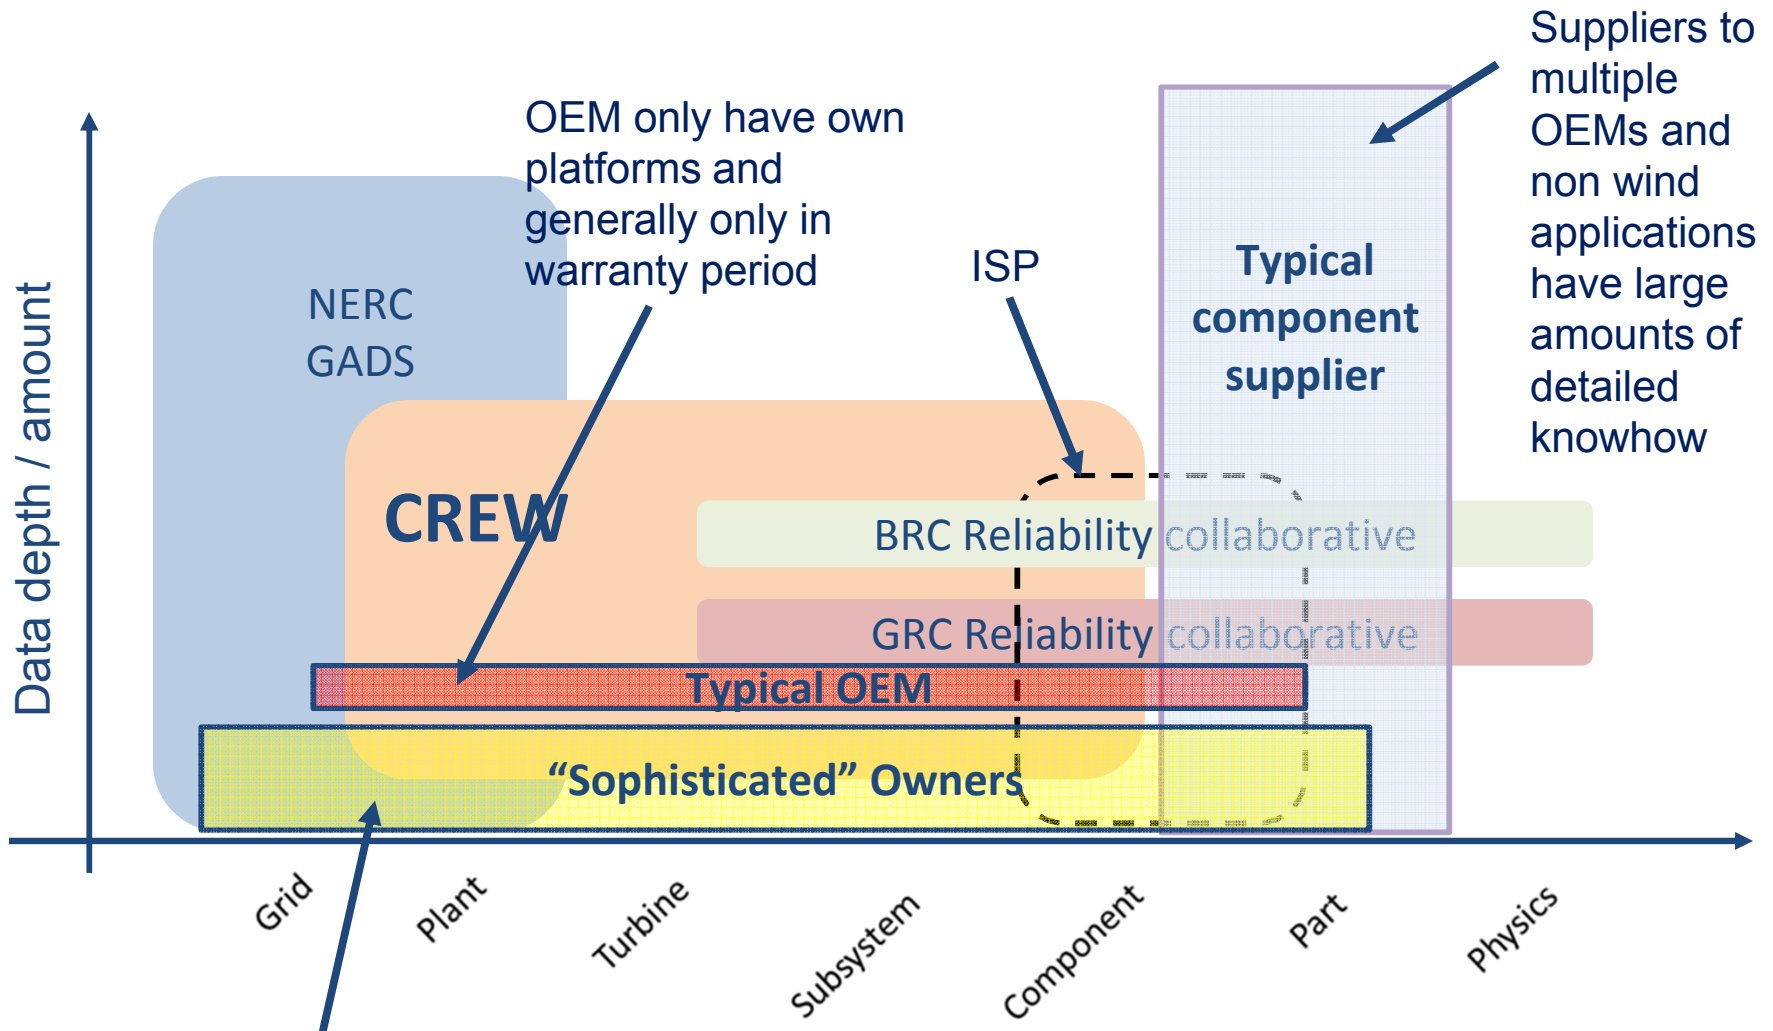 Suppliers to
multiple
OEMs and
non wind
applications
have large
amounts of
detailed
knowhow
OEM only have own
platforms and
generally only in
warranty period
ISP
Typical
component
supplier
NERC
GADS
CREW
BRC Reliability collaborative
GRC Reliability collaborative
Typical OEM
“Sophisticated” Owners
Data depth / amount
Grid
Plant
Turbine
Subsystem
Component
Part
Physics